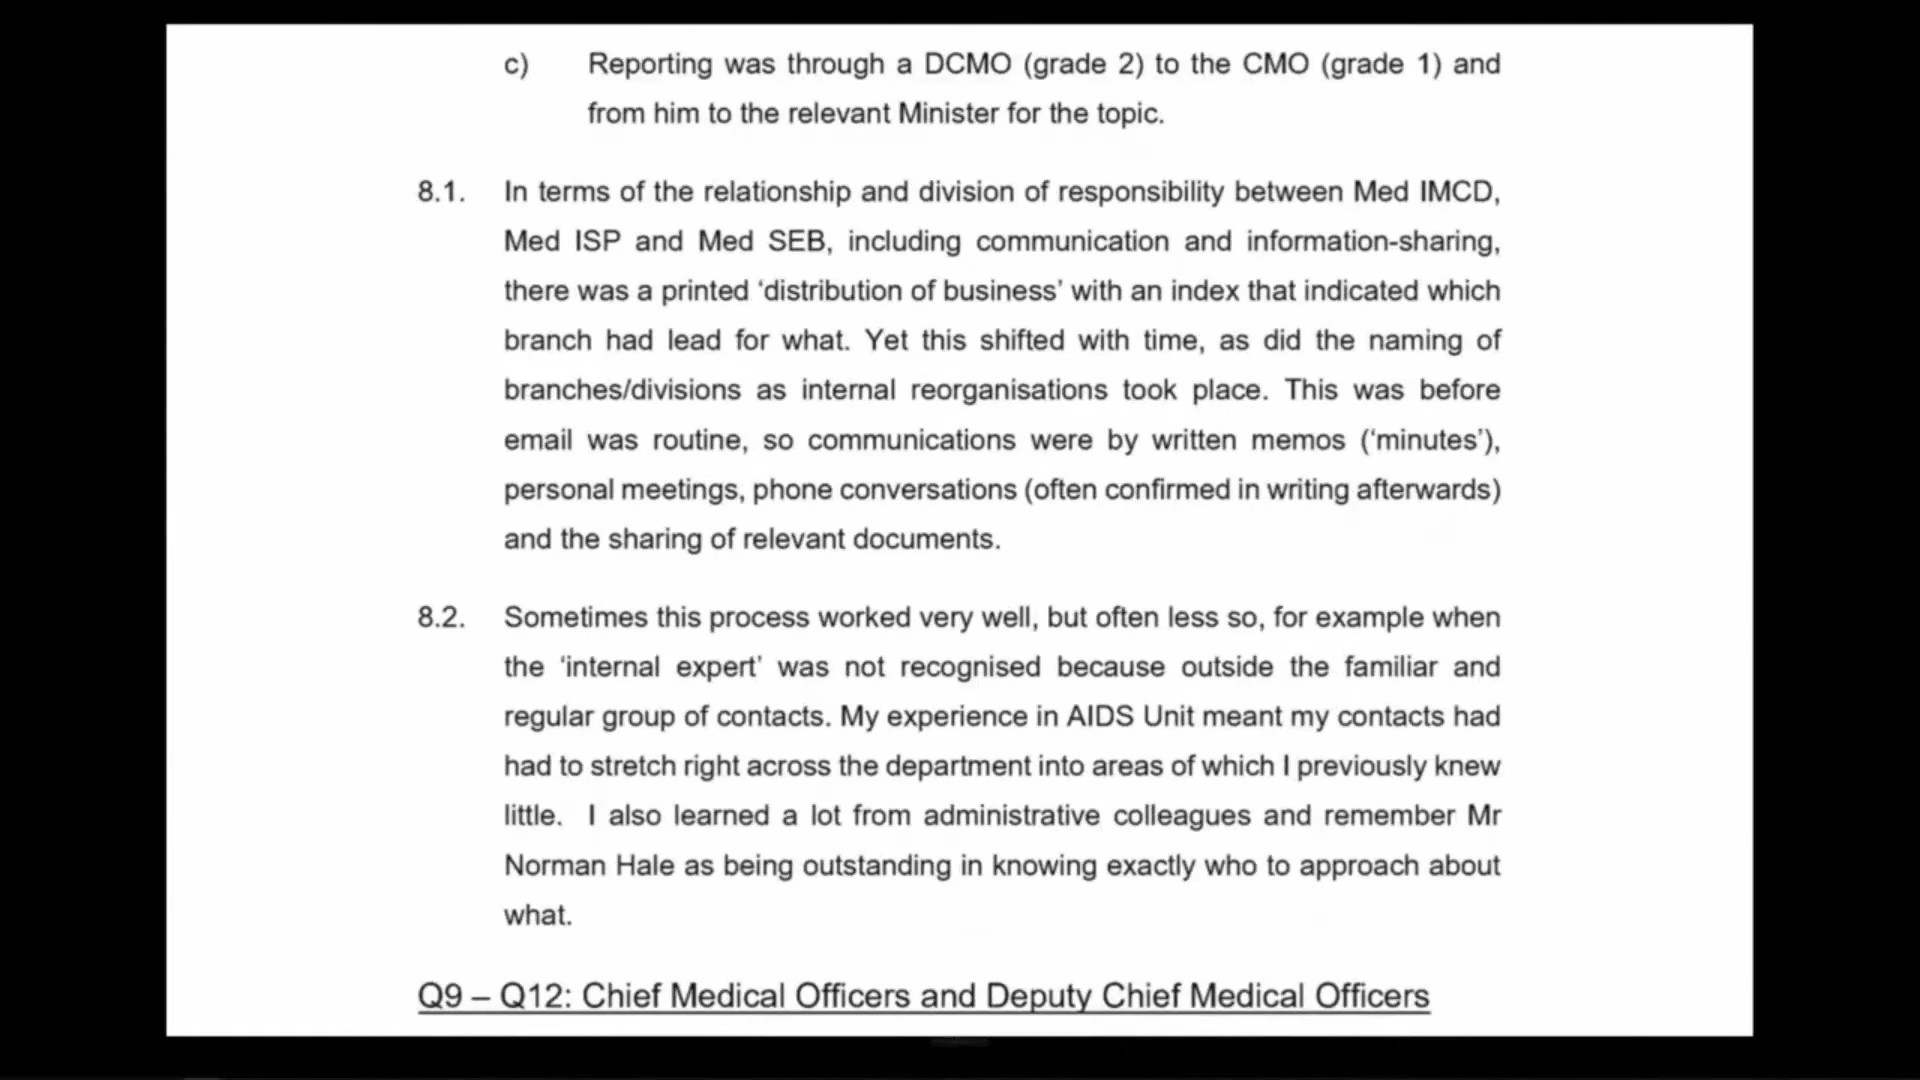 c) Reporting was through a DCMO (grade 2) to the CMO (grade 1) and
from him to the relevant Minister for the topic.
8.1. In terms of the relationship and division of responsibility between Med IMCD,
Med ISP and Med SEB, including communication and information-sharing,
there was a printed ‘distribution of business’ with an index that indicated which
branch had lead for what. Yet this shifted with time, as did the naming of
branches/divisions as internal reorganisations took place. This was before
email was routine, so communications were by written memos (‘minutes’),
personal meetings, phone conversations (often confirmed in writing afterwards)
and the sharing of relevant documents.
8.2. Sometimes this process worked very well, but often less so, for example when
the ‘internal expert’ was not recognised because outside the familiar and
regular group of contacts. My experience in AIDS Unit meant my contacts had
had to stretch right across the department into areas of which I previously knew
little. I also learned a lot from administrative colleagues and remember Mr
Norman Hale as being outstanding in knowing exactly who to approach about
what.
Q9 – Q12: Chief Medical Officers and Deputy Chief Medical Officers